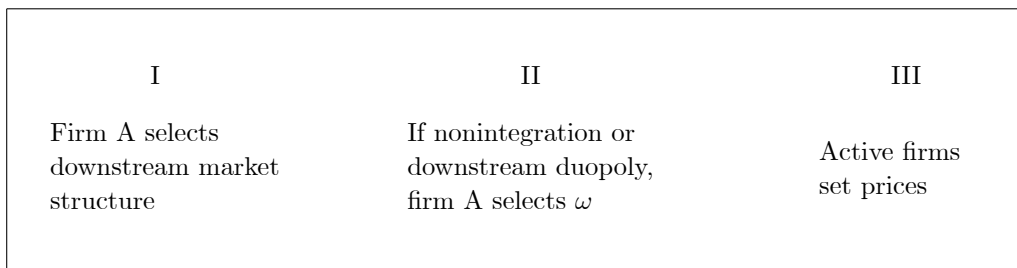 I
Firm A selects
downstream market
structure
II
If nonintegration or
downstream duopoly,
firm A selects ω
III
Active firms
set prices